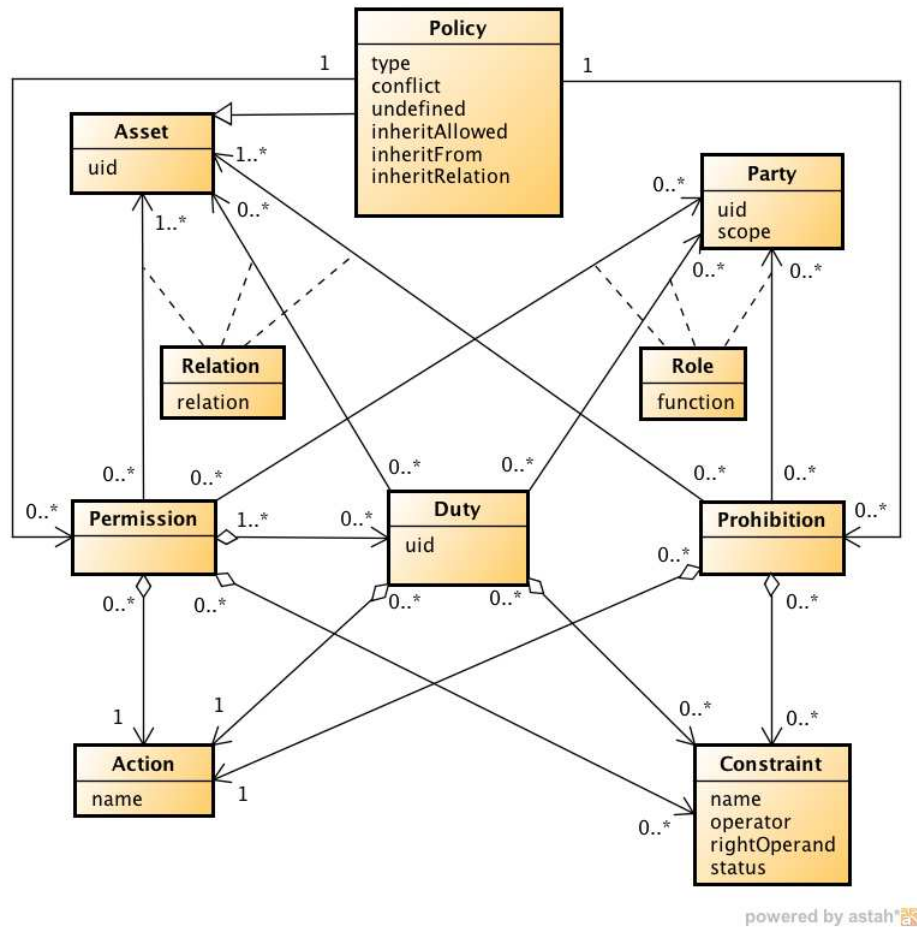 Policy
type
conflict
undefined
inheritAllowed
inheritFrom
inheritRelation
1
1
Asset
uid
1..*
1..*
0..*
Party
uid
scope
0..*
0..*
0..*
Relation
relation
Role
function
0..*
0..*
0..*
0..*
0..*
0..*
0..*
Permission
1..*
0..*
Duty
uid
Prohibition
0..*
0..*
0..*
0..*
0..*
0..*
0..*
1
1
1
0..*
0..*
0..*
Action
name
Constraint
name
operator
rightOperand
status
powered by astah*